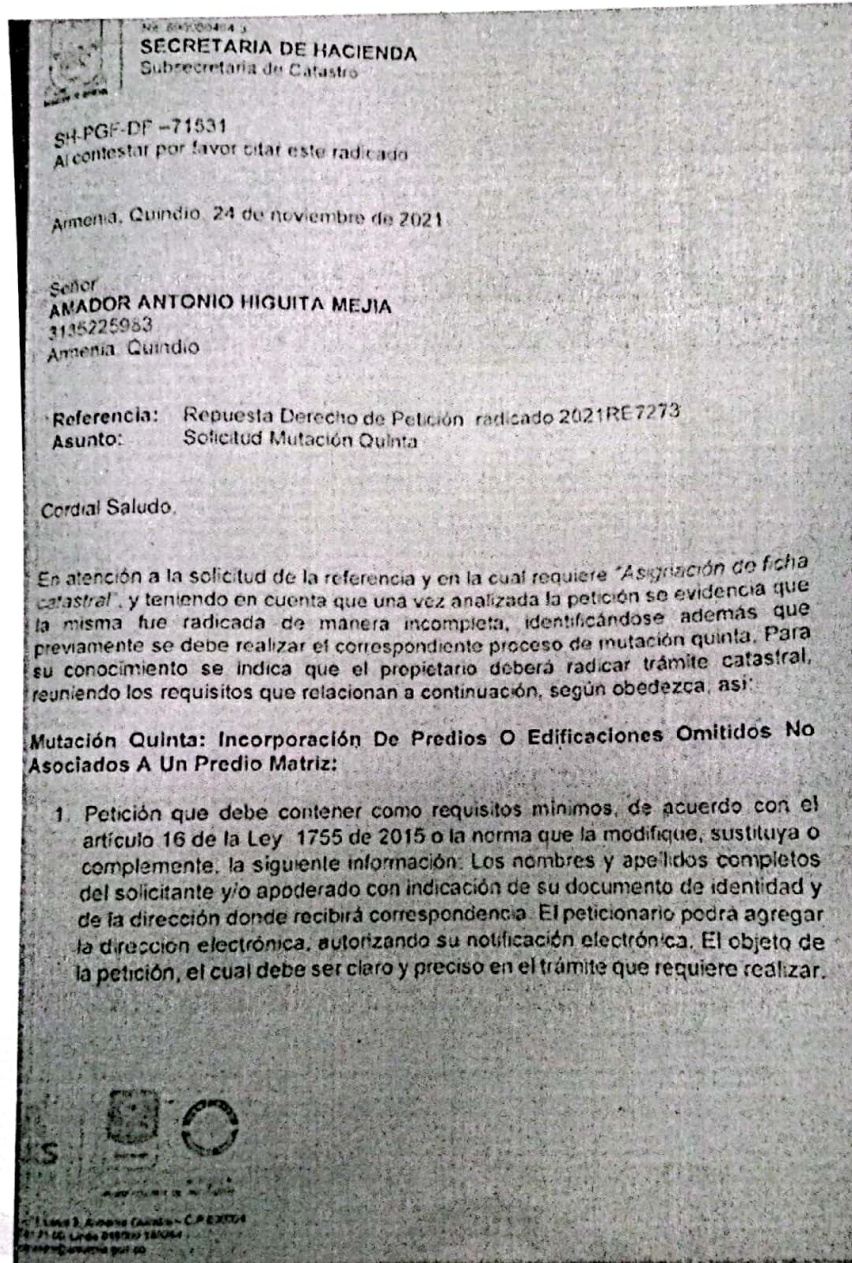 SECRETARIA DE HACIENDA
Subsecretaria de Catastro
SH-PGF-DF –71531
Al contestar por favor citar este radicado
Armenia, Quindio, 24 de noviembre de 2021
Señor
AMADOR ANTONIO HIGUITA MEJIA
3135225983
Armenia, Quindio
Referencia: Repuesta Derecho de Petición radicado 2021RE7273
Asunto: Solicitud Mutación Quinta
Cordial Saludo,
En atención a la solicitud de la referencia y en la cual requiere "Asignación de ficha
catastral", y teniendo en cuenta que una vez analizada la petición se evidencia que
la misma fue radicada de manera incompleta, identificándose además que
previamente se debe realizar el correspondiente proceso de mutación quinta. Para
su conocimiento se indica que el propietario deberá radicar trámite catastral,
reuniendo los requisitos que relacionan a continuación, según obedezca, asi:
Mutación Quinta: Incorporación De Predios O Edificaciones Omitidos No
Asociados A Un Predio Matriz:
1. Petición que debe contener como requisitos mínimos, de acuerdo con el
artículo 16 de la Ley 1755 de 2015 o la norma que la modifique, sustituya o
complemente, la siguiente información: Los nombres y apellidos completos
del solicitante y/o apoderado con indicación de su documento de identidad y
de la dirección donde recibirá correspondencia. El peticionario podrá agregar
la dirección electrónica, autorizando su notificación electrónica. El objeto de
la petición, el cual debe ser claro y preciso en el trámite que requiere realizar.